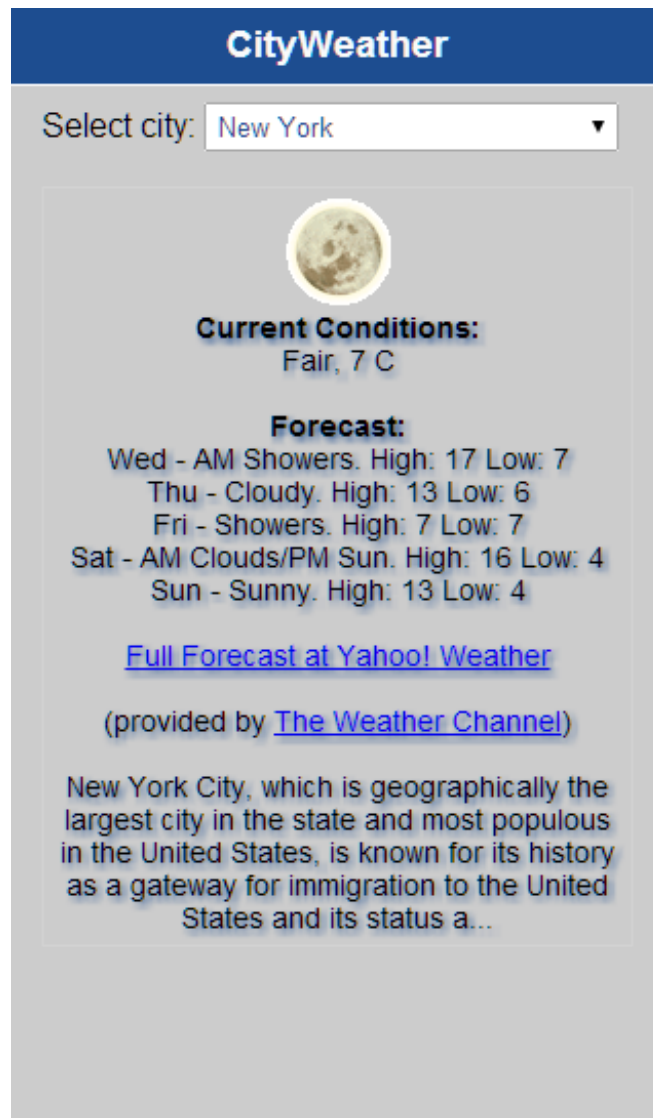 CityWeather
Select city: New York
Current Conditions:
Fair, 7 C
Forecast:
Wed - AM Showers. High: 17 Low: 7
Thu - Cloudy. High: 13 Low: 6
Fri - Showers. High: 7 Low: 7
Sat - AM Clouds/PM Sun. High: 16 Low: 4
Sun - Sunny. High: 13 Low: 4
Full Forecast at Yahoo! Weather
(provided by The Weather Channel)
New York City, which is geographically the
largest city in the state and most populous
in the United States, is known for its history
as a gateway for immigration to the United
States and its status a...